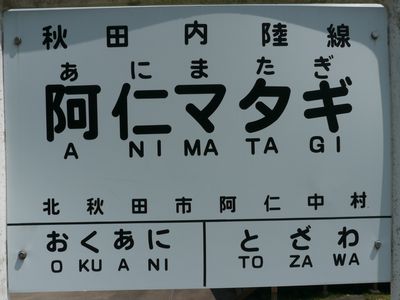 秋田内陸線
あにまたぎ
阿仁マタギ
A NI MA TA GI
北秋田市阿仁中村
おくあに
O KU A NI
とざわ
TO ZA WA